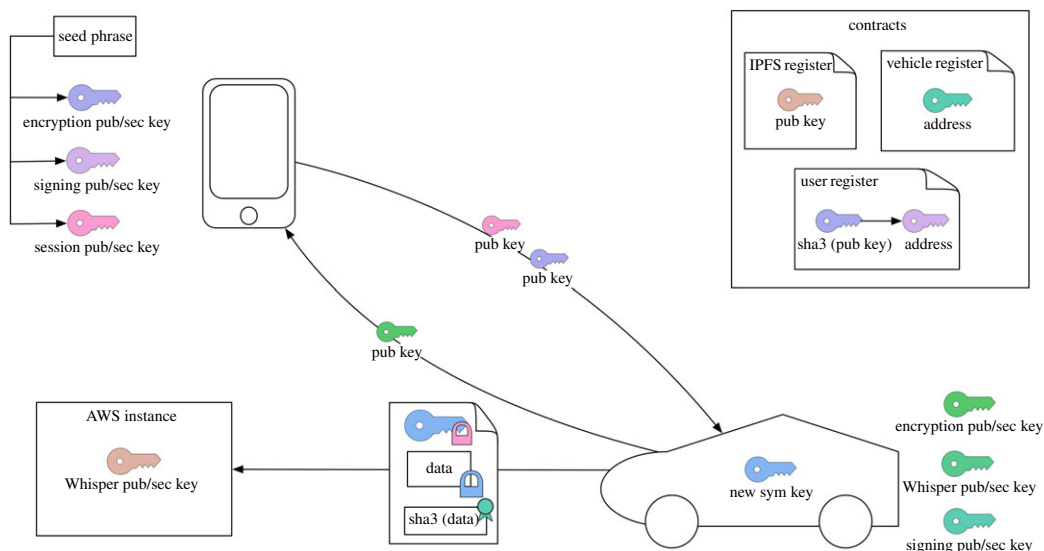 seed phrase
encryption pub/sec key
signing pub/sec key
session pub/sec key
pub key
pub key
pub key
contracts
IPFS register
pub key
vehicle register
address
user register
sha3 (pub key)
address
AWS instance
Whisper pub/sec key
data
sha3 (data)
new sym key
encryption pub/sec key
Whisper pub/sec key
signing pub/sec key